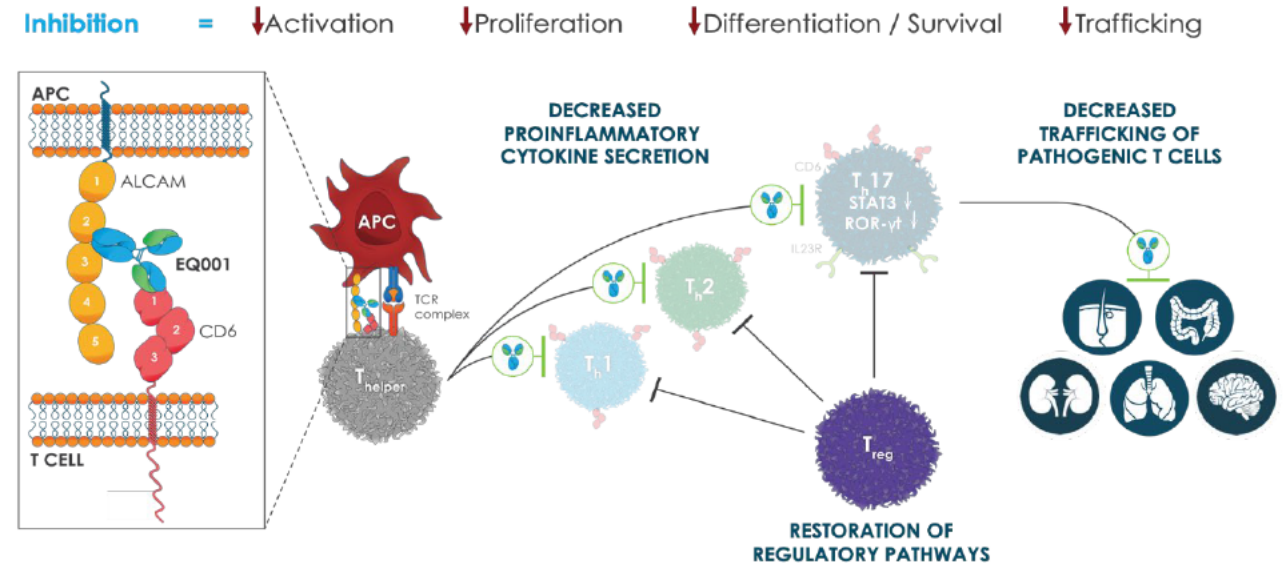 Inhibition = ↓Activation ↓Proliferation ↓Differentiation / Survival ↓Trafficking
APC
1
ALCAM
2
3
EQ001
4
1
5
2
CD6
3
T CELL
APC
TCR
complex
Thelper
DECREASED
PROINFLAMMATORY
CYTOKINE SECRETION
CD6
Th17
STAT3 ↓
ROR-γt ↓
IL23R
Th2
Th1
Treg
RESTORATION OF
REGULATORY PATHWAYS
DECREASED
TRAFFICKING OF
PATHOGENIC T CELLS